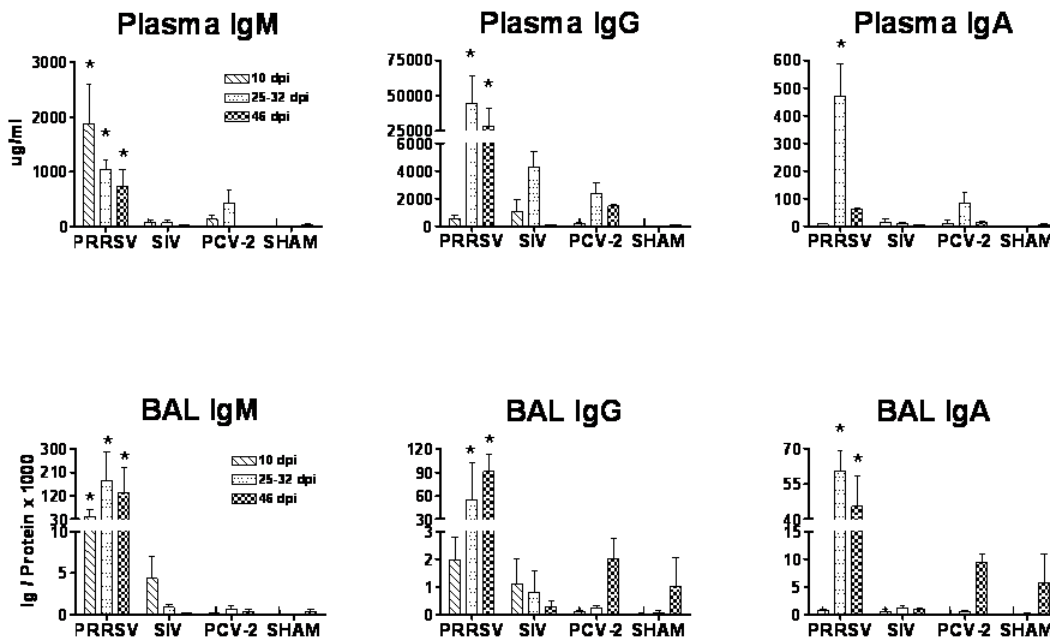 Plasma IgM
Plasma IgG
Plasma IgA
ug/ml
3000
2000
1000
0
*
*
*
10 dpi
25-32 dpi
46 dpi
PRRSV SIV PCV-2 SHAM
75000
50000
25000
6000
4000
2000
0
*
*
PRRSV SIV PCV-2 SHAM
600
500
400
300
200
100
0
*
PRRSV SIV PCV-2 SHAM
BAL IgM
BAL IgG
BAL IgA
Ig / Protein x 1000
300
210
120
30
10
5
0
*
*
*
10 dpi
25-32 dpi
46 dpi
PRRSV SIV PCV-2 SHAM
120
90
60
30
3
2
1
0
*
*
PRRSV SIV PCV-2 SHAM
70
55
40
15
10
5
0
*
*
PRRSV SIV PCV-2 SHAM